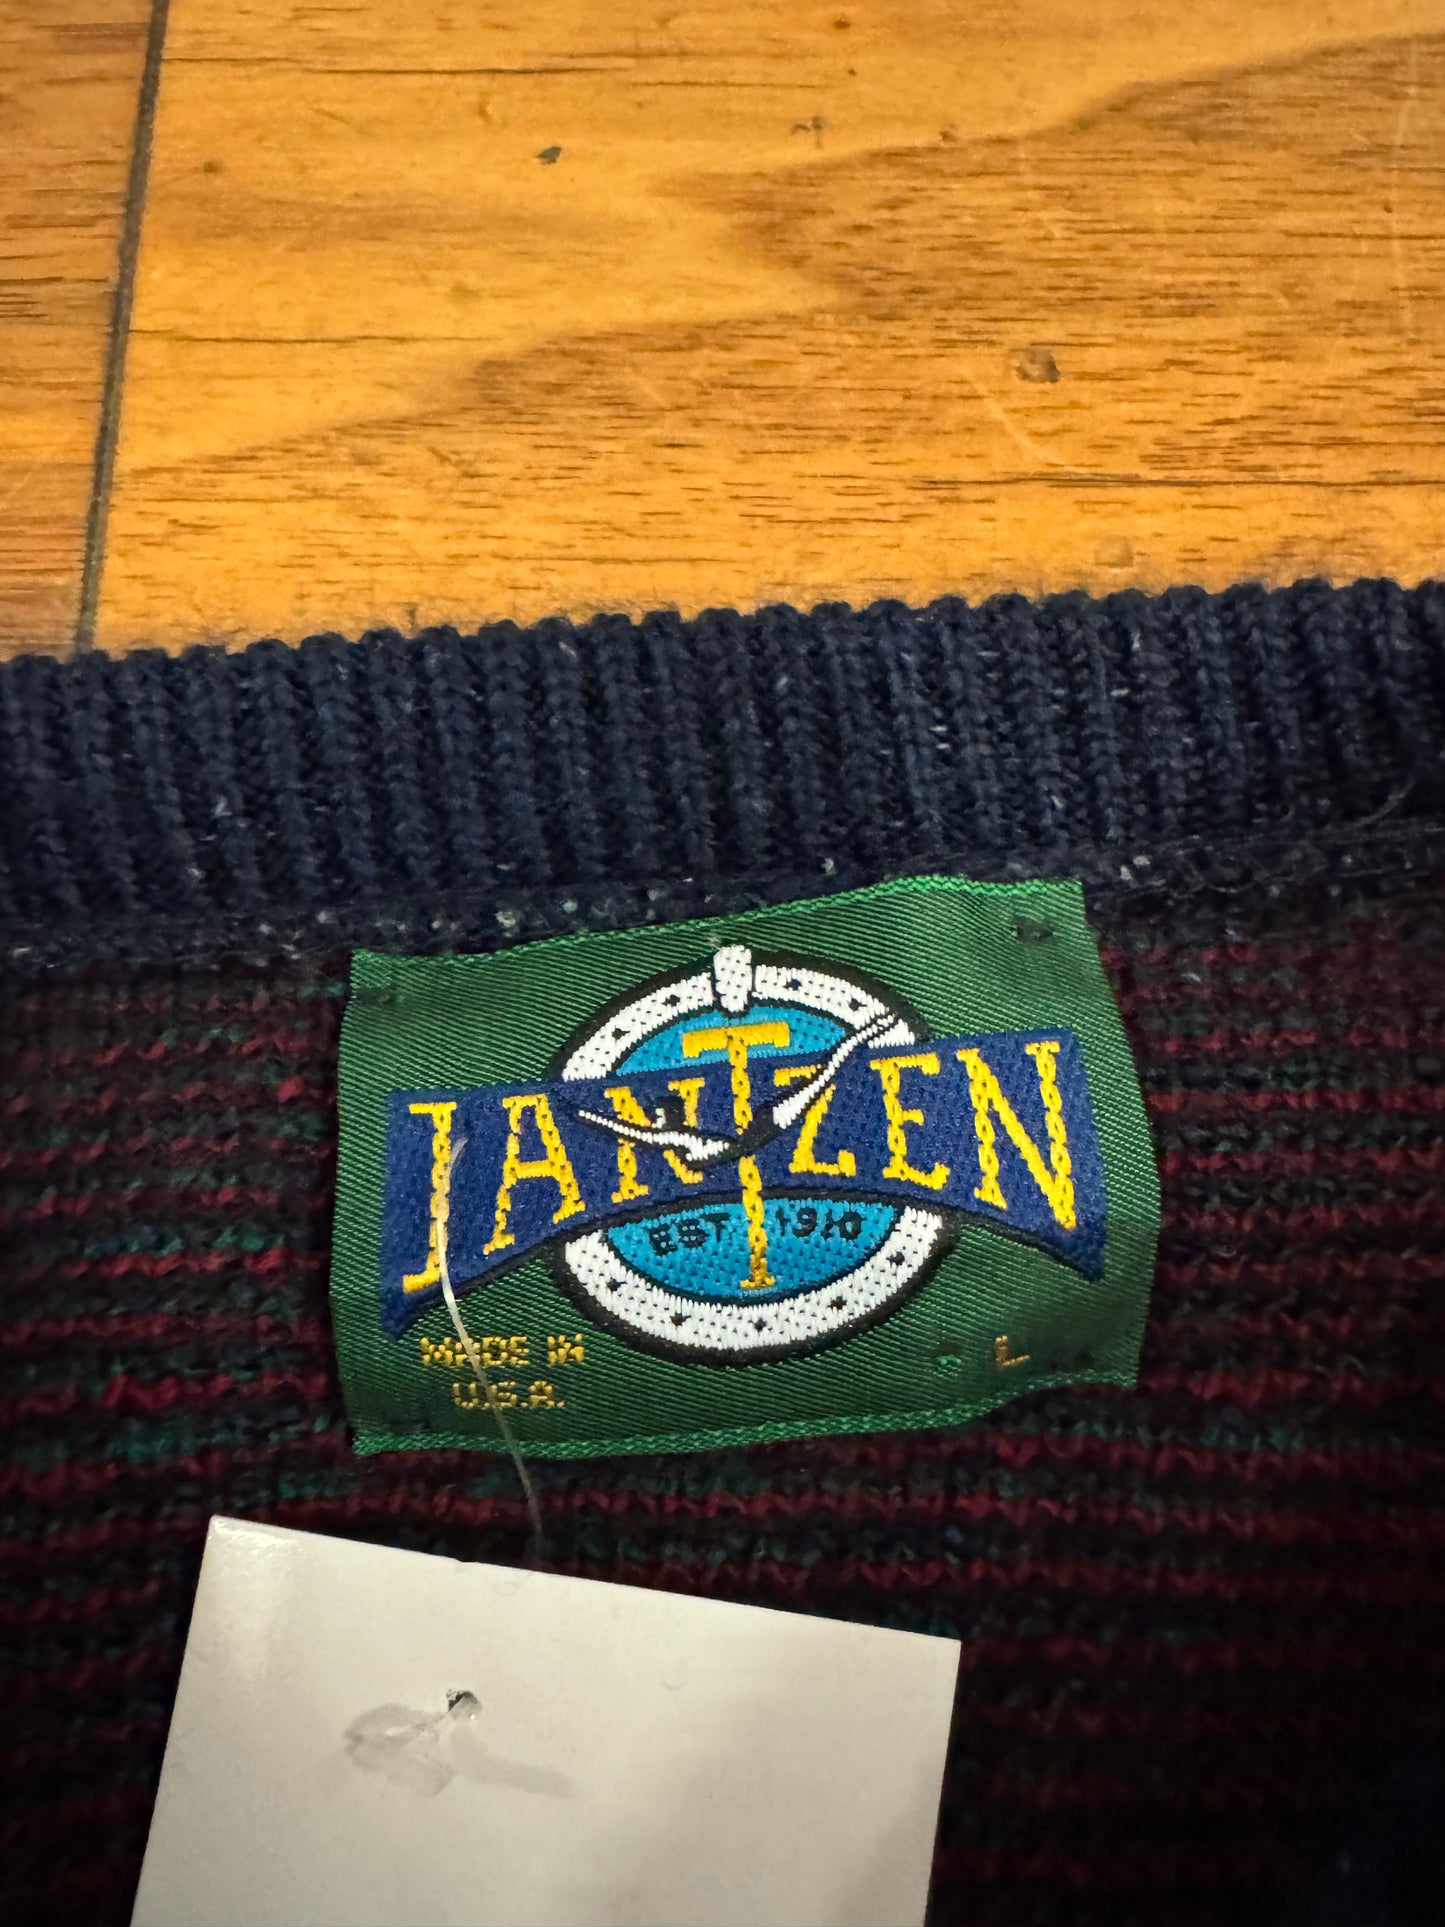 JANTZEN
EST. 1910
MADE IN
U.S.A.
L